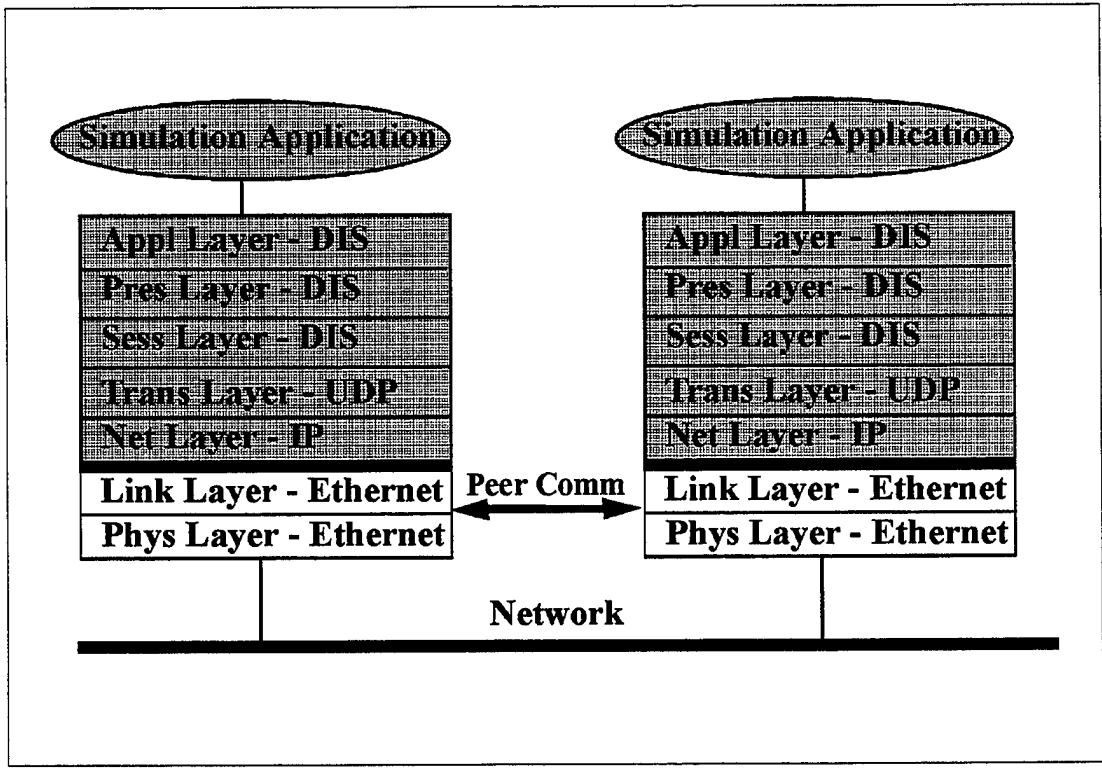 Simulation Application
Appl Layer - DIS
Pres Layer - DIS
Sess Layer - DIS
Trans Layer - UDP
Net Layer - IP
Link Layer - Ethernet
Phys Layer - Ethernet
Peer Comm
Simulation Application
Appl Layer - DIS
Pres Layer - DIS
Sess Layer - DIS
Trans Layer - UDP
Net Layer - IP
Link Layer - Ethernet
Phys Layer - Ethernet
Network